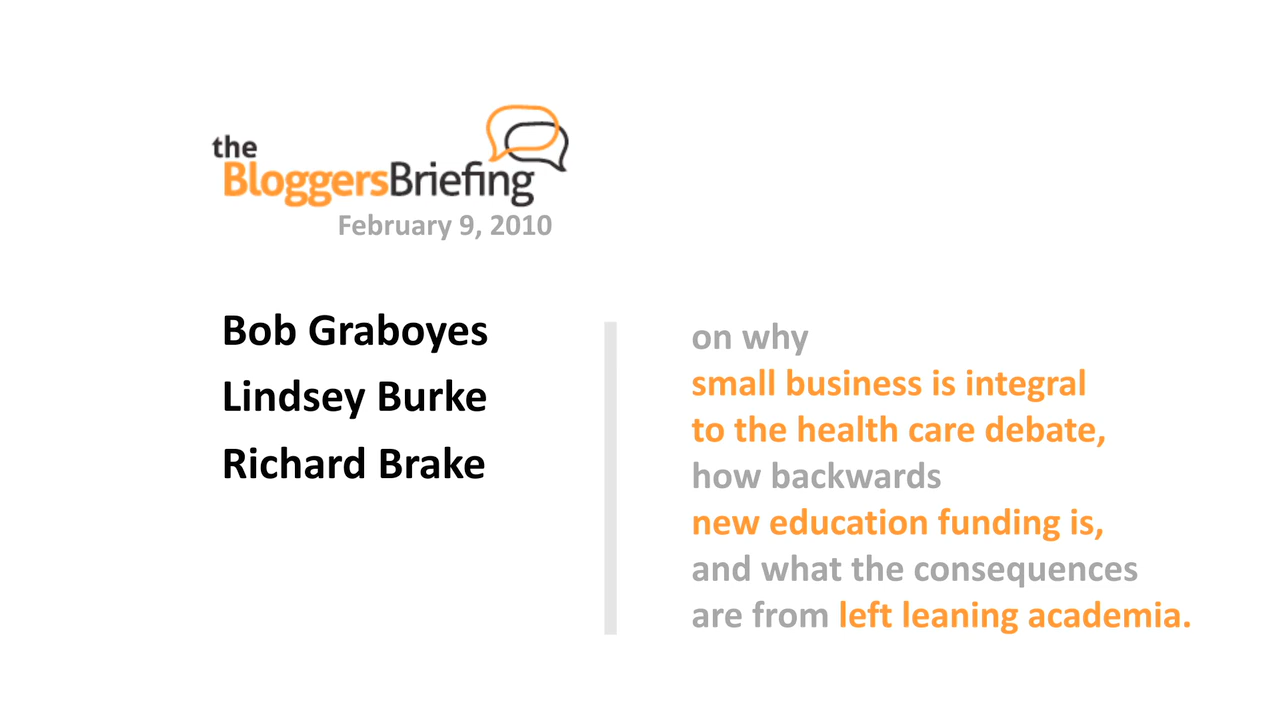 the
BloggersBriefing
February 9, 2010
Bob Graboyes
Lindsey Burke
Richard Brake
on why
small business is integral
to the health care debate,
how backwards
new education funding is,
and what the consequences
are from left leaning academia.